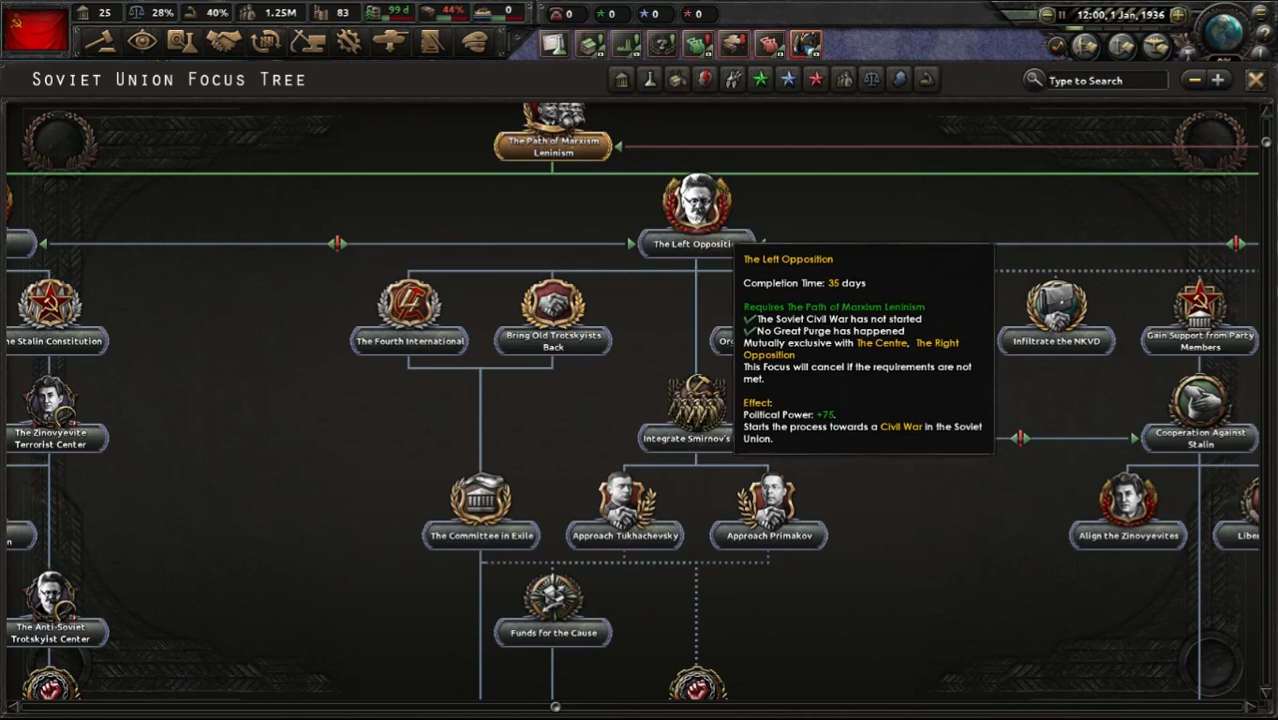 25
28%
40%
1.25M
83
99 d
44%
0
0
0
0
0
12:00, 1 Jan, 1936
SOVIET UNION FOCUS TREE
Type to Search
The Path of Marxism
Leninism
The Left
The Left Opposition
Completion Time: 35 days
Requires The Path of Marxism Leninism
The Soviet Civil War has not started
No Great Purge has happened
Mutually exclusive with The Centre, The Right
Opposition
This Focus will cancel if the requirements are not
met.
Effect:
Political Power: +75.
Starts the process towards a Civil War in the Soviet
Union.
he Stalin Constitution
The Fourth International
Bring Old Trotskyists
Back
Infiltrate the NKVD
Gain Support from Party
Members
The Zinovyevite
Terrorist Center
Integrate Smirnov's
Cooperation Against
Stalin
n
The Committee in Exile
Approach Tukhachevsky
Approach Primakov
Align the Zinovyevites
The Anti-Soviet
Trotskyist Center
Funds for the Cause